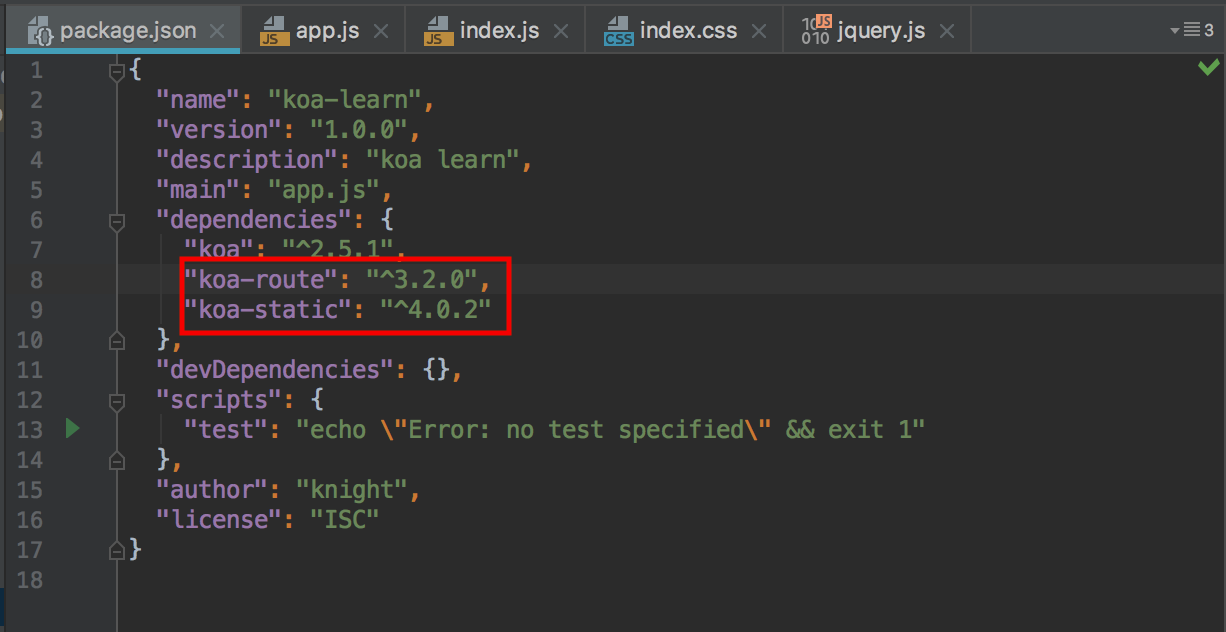 package.json app.js index.js index.css jquery.js 3
1 {
2 "name": "koa-learn",
3 "version": "1.0.0",
4 "description": "koa learn",
5 "main": "app.js",
6 "dependencies": {
7 "koa": "^2.5.1",
8 "koa-route": "^3.2.0",
9 "koa-static": "^4.0.2"
10 },
11 "devDependencies": {},
12 "scripts": {
13 "test": "echo \"Error: no test specified\" && exit 1"
14 },
15 "author": "knight",
16 "license": "ISC"
17 }
18